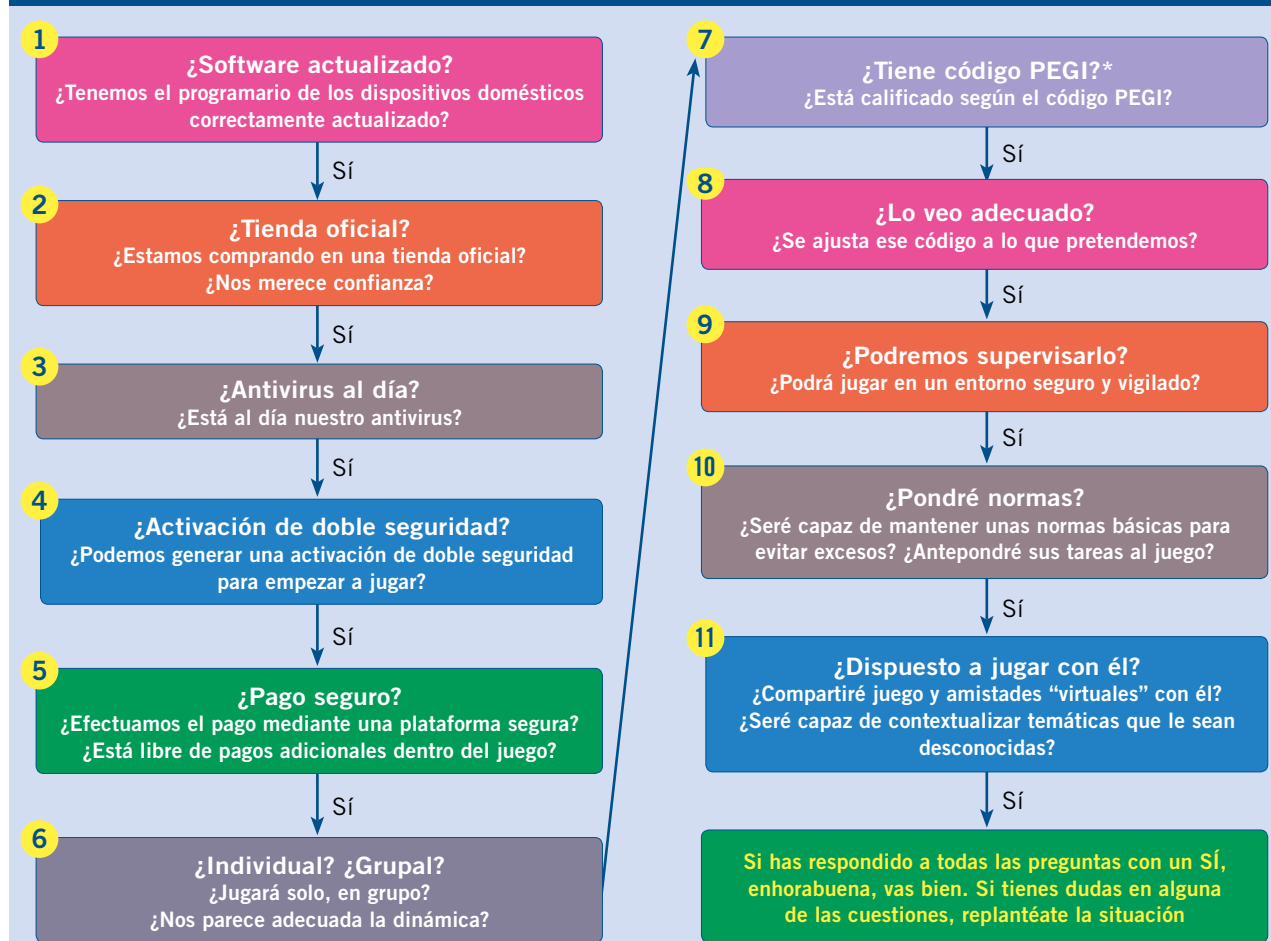 1
¿Software actualizado?
¿Tenemos el programario de los dispositivos domésticos
correctamente actualizado?
Sí
2
¿Tienda oficial?
¿Estamos comprando en una tienda oficial?
¿Nos merece confianza?
Sí
3
¿Antivirus al día?
¿Está al día nuestro antivirus?
Sí
4
¿Activación de doble seguridad?
¿Podemos generar una activación de doble seguridad
para empezar a jugar?
Sí
5
¿Pago seguro?
¿Efectuamos el pago mediante una plataforma segura?
¿Está libre de pagos adicionales dentro del juego?
Sí
6
¿Individual? ¿Grupal?
¿Jugará solo, en grupo?
¿Nos parece adecuada la dinámica?
7
¿Tiene código PEGI?*
¿Está calificado según el código PEGI?
Sí
8
¿Lo veo adecuado?
¿Se ajusta ese código a lo que pretendemos?
Sí
9
¿Podremos supervisarlo?
¿Podrá jugar en un entorno seguro y vigilado?
Sí
10
¿Pondré normas?
¿Seré capaz de mantener unas normas básicas para
evitar excesos? ¿Antepondré sus tareas al juego?
Sí
11
¿Dispuesto a jugar con él?
¿Compartiré juego y amistades “virtuales” con él?
¿Seré capaz de contextualizar temáticas que le sean
desconocidas?
Sí
Si has respondido a todas las preguntas con un SÍ,
enhorabuena, vas bien. Si tienes dudas en alguna
de las cuestiones, replantéate la situación